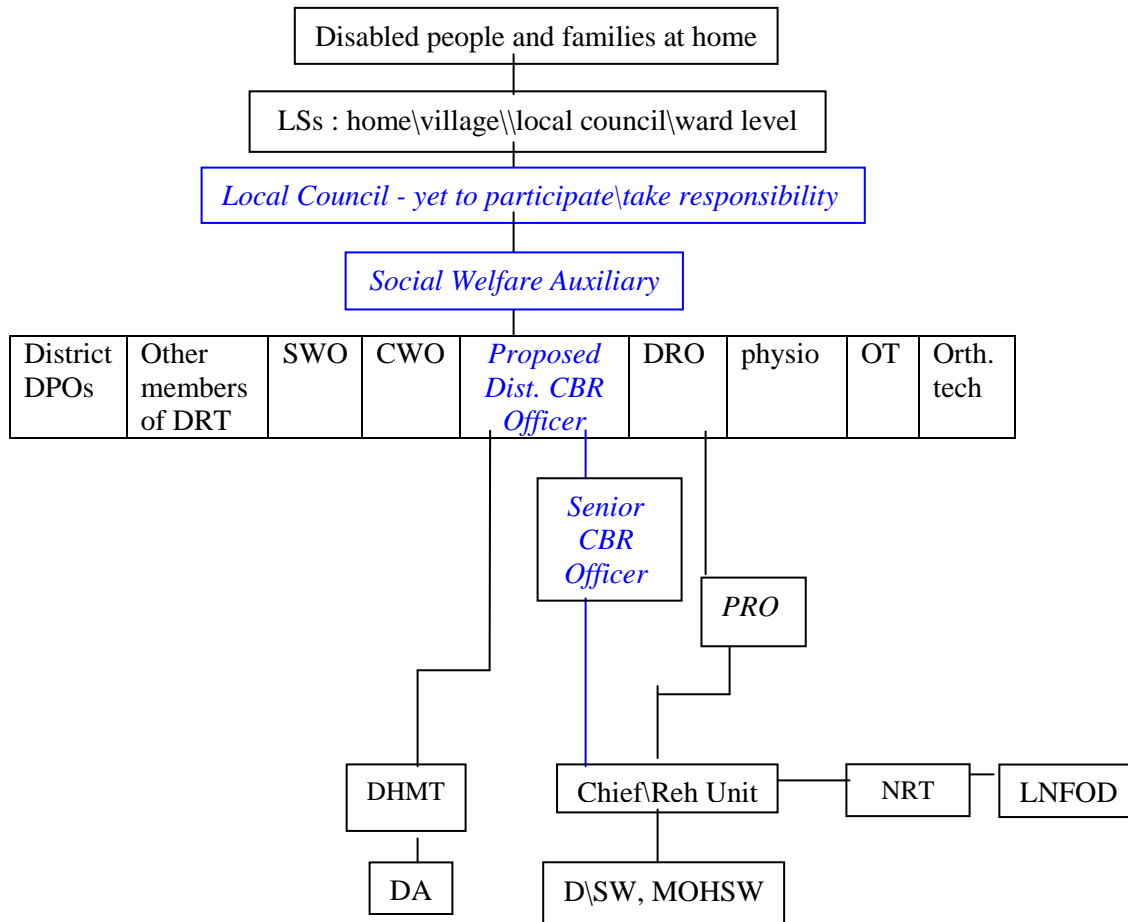 Disabled people and families at home
LSs : home\village\\local council\ward level
Local Council - yet to participate\take responsibility
Social Welfare Auxiliary
District
DPOs
Other
members
of DRT
SWO
CWO
Proposed
Dist. CBR
Officer
DRO
physio
OT
Orth.
tech
Senior
CBR
Officer
PRO
DHMT
Chief\Reh Unit
NRT
LNFOD
DA
D\SW, MOHSW